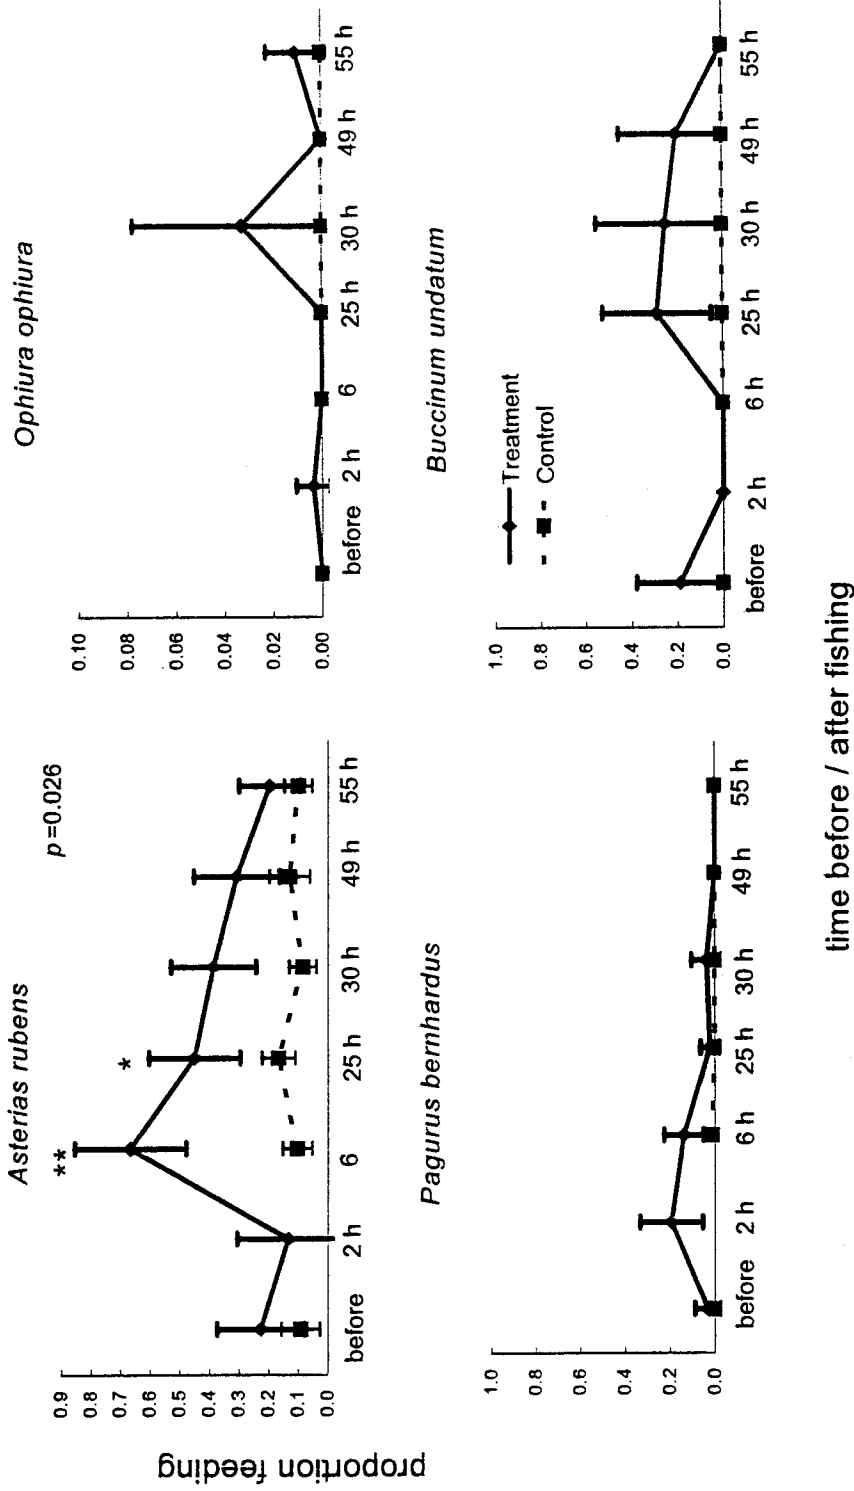 Asterias rubens
p=0.026
**
*
0.9
0.8
0.7
0.6
0.5
0.4
0.3
0.2
0.1
0.0
before 2 h 6 25 h 30 h 49 h 55 h
Ophiura ophiura
0.10
0.08
0.06
0.04
0.02
0.00
before 2 h 6 25 h 30 h 49 h 55 h
proportion feeding
Pagurus bernhardus
1.0
0.8
0.6
0.4
0.2
0.0
before 2 h 6 h 25 h 30 h 49 h 55 h
Buccinum undatum
Treatment
Control
1.0
0.8
0.6
0.4
0.2
0.0
before 2 h 6 h 25 h 30 h 49 h 55 h
time before / after fishing